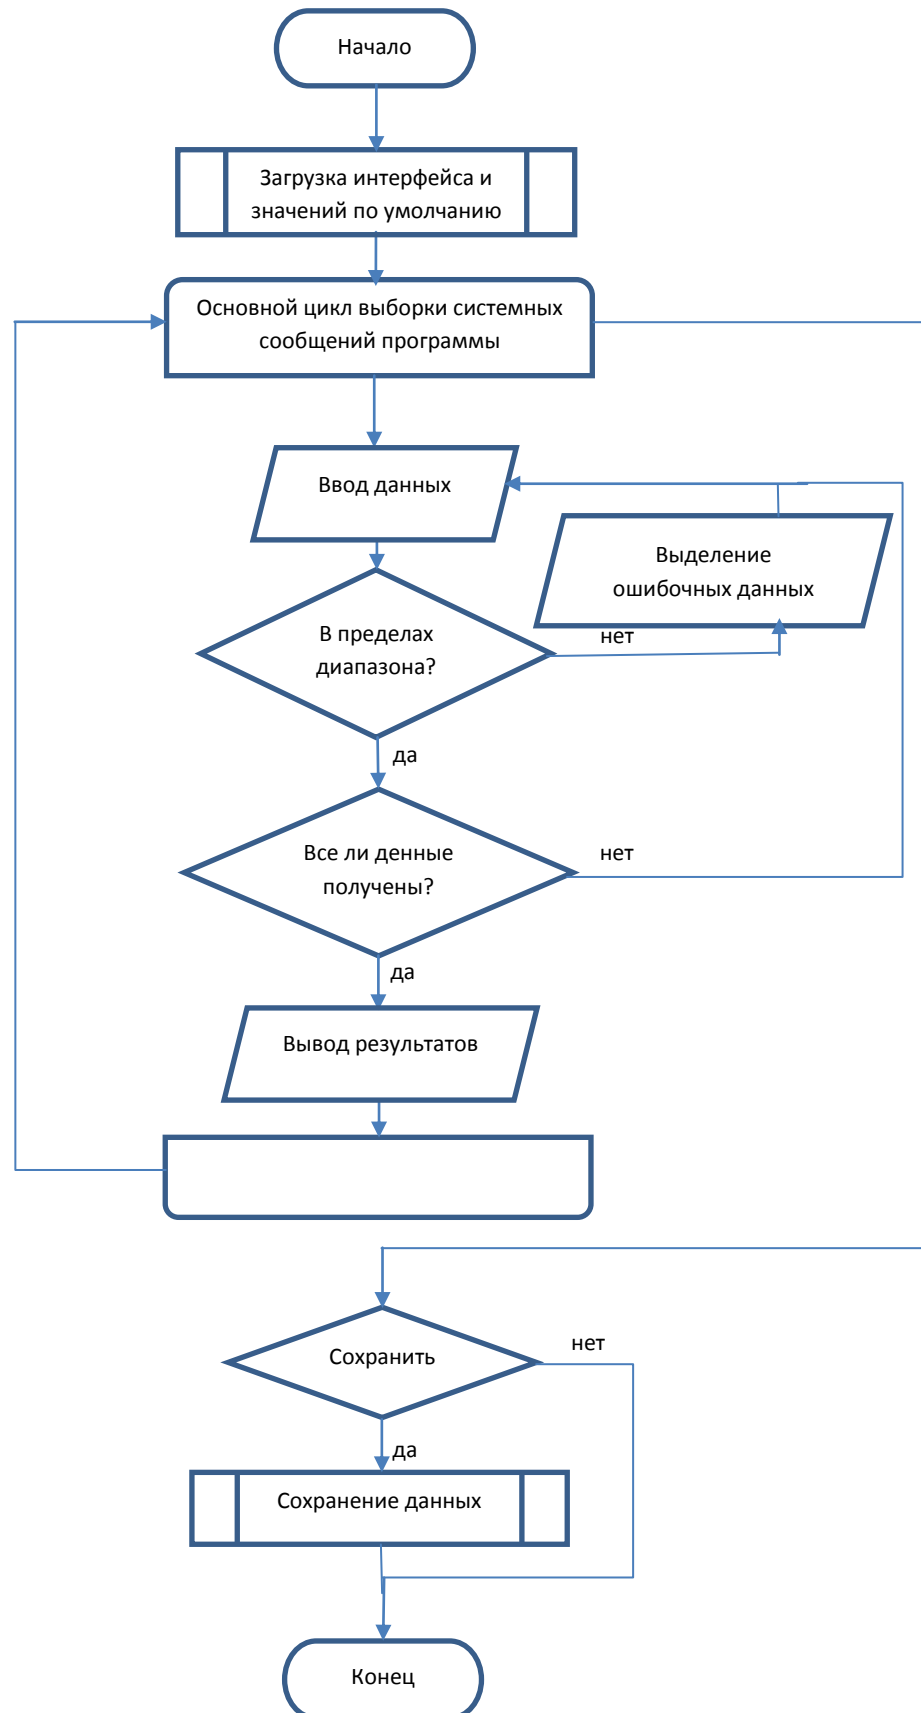 Начало
Загрузка интерфейса и
значений по умолчанию
Основной цикл выборки системных
сообщений программы
Ввод данных
Выделение
ошибочных данных
В пределах
диапазона?
нет
да
Все ли денные
получены?
нет
да
Вывод результатов
Сохранить
нет
да
Сохранение данных
Конец